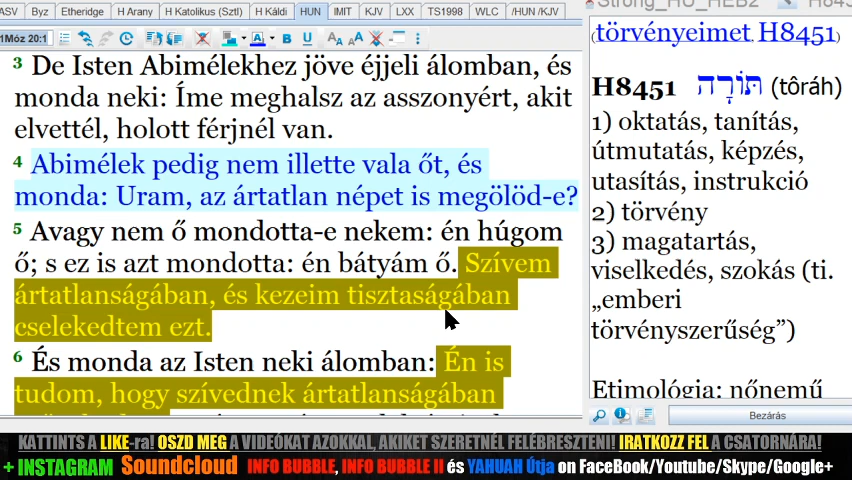 ASV Byz Etheridge H Arany H Katolikus (Sztl) H Káldi HUN IMIT KJV LXX TS1998 WLC /HUN /KJV
1Móz 20:1
3 De Isten Abimélekhez jöve éjjeli álomban, és
monda neki: Íme meghalsz az asszonyért, akit
elvettél, holott férjnél van.
4 Abimélek pedig nem illette vala őt, és
monda: Uram, az ártatlan népet is megölöd-e?
5 Avagy nem ő mondotta-e nekem: én húgom
ő; s ez is azt mondotta: én bátyám ő. Szívem
ártatlanságában, és kezeim tisztaságában
cselekedtem ezt.
6 És monda az Isten neki álomban: Én is
tudom, hogy szívednek ártatlanságában
Strong_HU_HEB2
(törvényeimet, H8451)
H8451 תּוֹרָה (tôráh)
1) oktatás, tanítás,
útmutatás, képzés,
utasítás, instrukció
2) törvény
3) magatartás,
viselkedés, szokás (ti.
„emberi
törvényszerűség”)
Etimológia: nőnemű
Bezárás
KATTINTS A LIKE-ra! OSZD MEG A VIDEÓKAT AZOKKAL, AKIKET SZERETNÉL FELÉBRESZTENI! IRATKOZZ FEL A CSATORNÁRA!
+ INSTAGRAM Soundcloud INFO BUBBLE, INFO BUBBLE II és YAHUAH Útja on FaceBook/Youtube/Skype/Google+